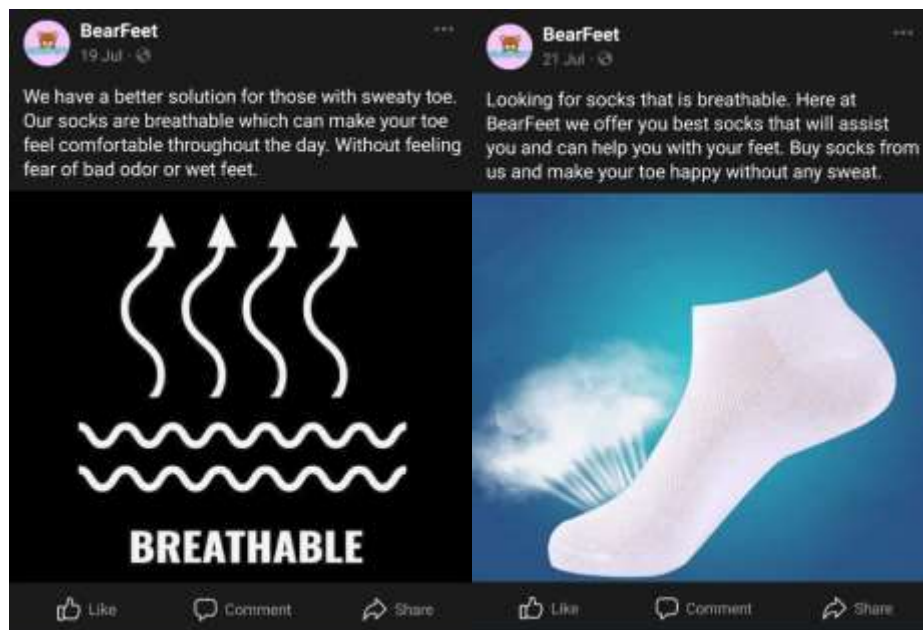 BearFeet
19 Jul
We have a better solution for those with sweaty toe.
Our socks are breathable which can make your toe
feel comfortable throughout the day. Without feeling
fear of bad odor or wet feet.
BREATHABLE
Like
Comment
Share
BearFeet
21 Jul
Looking for socks that is breathable. Here at
BearFeet we offer you best socks that will assist
you and can help you with your feet. Buy socks from
us and make your toe happy without any sweat.
Like
Comment
Share